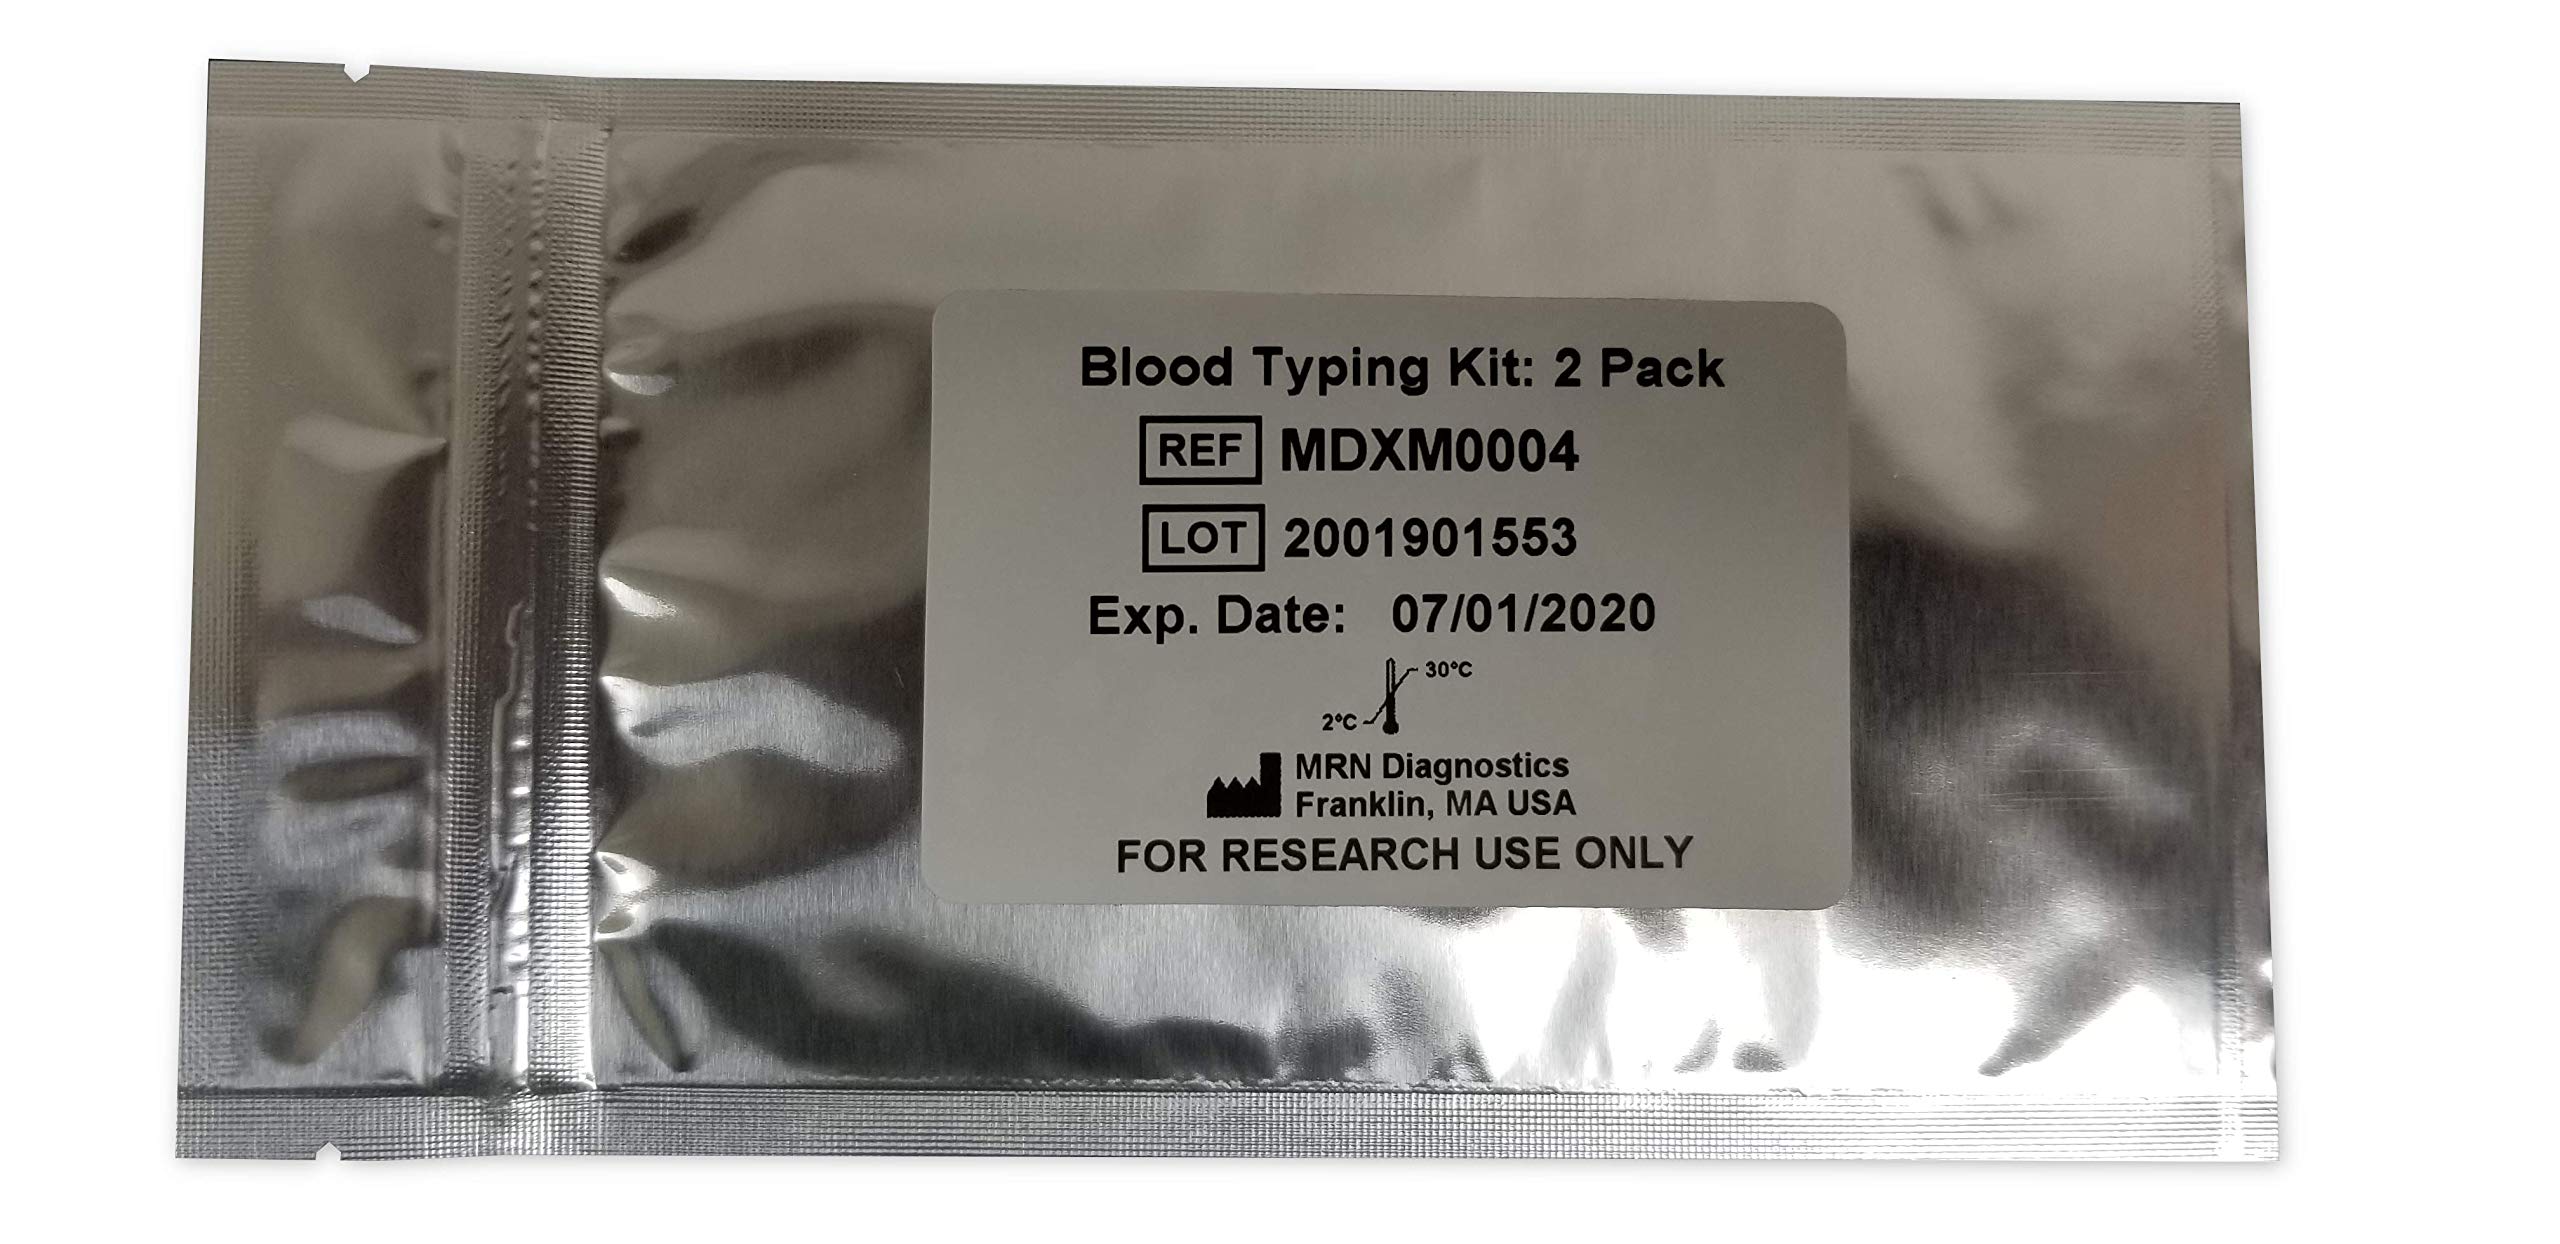 Blood Typing Kit: 2 Pack
REF MDXM0004
LOT 2001901553
Exp. Date: 07/01/2020
30°C
2°C
MRN Diagnostics
Franklin, MA USA
FOR RESEARCH USE ONLY